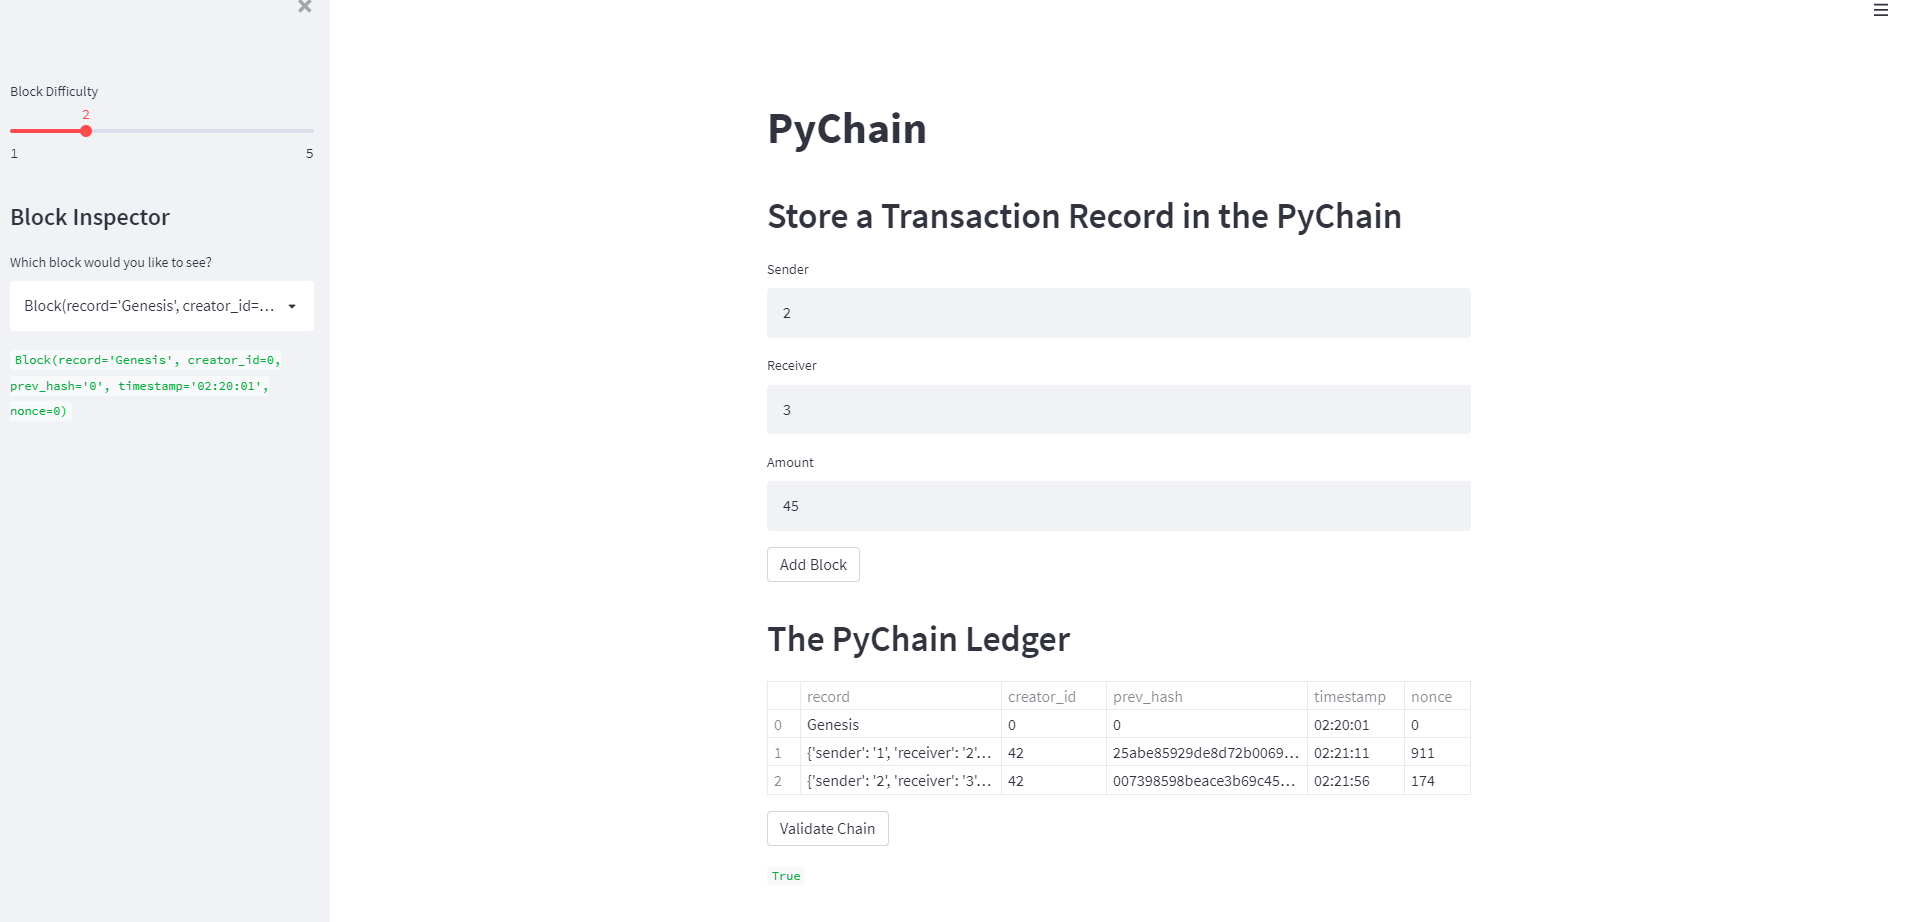 Block Difficulty
2
1 5
Block Inspector
Which block would you like to see?
Block(record='Genesis', creator_id=...
Block(record='Genesis', creator_id=0,
prev_hash='0', timestamp='02:20:01',
nonce=0)
PyChain
Store a Transaction Record in the PyChain
Sender
2
Receiver
3
Amount
45
Add Block
The PyChain Ledger
record creator_id prev_hash timestamp nonce
0 Genesis 0 0 02:20:01 0
1 {'sender': '1', 'receiver': '2'... 42 25abe85929de8d72b0069... 02:21:11 911
2 {'sender': '2', 'receiver': '3'... 42 007398598beace3b69c45... 02:21:56 174
Validate Chain
True